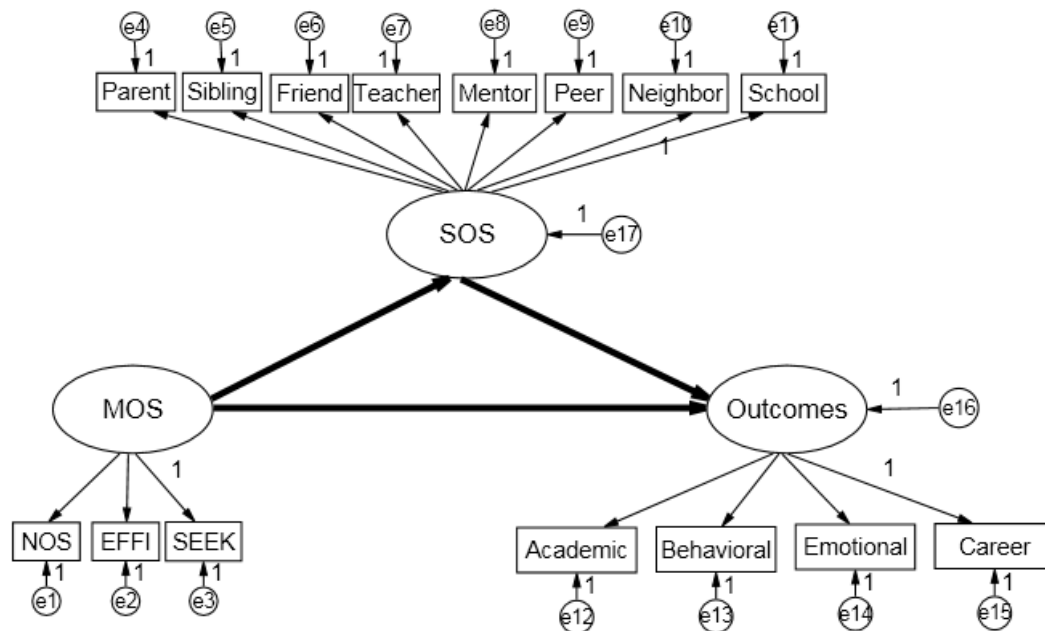 e4 e5 e6 e7 e8 e9 e10 e11
1 1 1 1 1 1 1 1
Parent Sibling Friend Teacher Mentor Peer Neighbor School
1
SOS 1 e17
MOS Outcomes 1 e16
1 1
NOS EFFI SEEK Academic Behavioral Emotional Career
1 1 1 1 1 1 1
e1 e2 e3 e12 e13 e14 e15